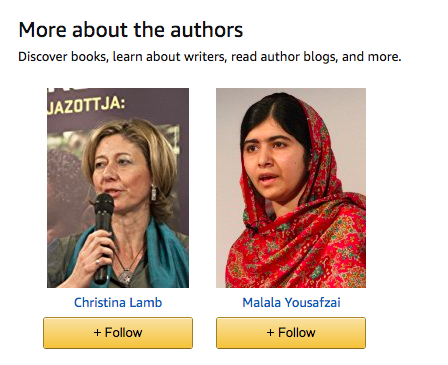 More about the authors
Discover books, learn about writers, read author blogs, and more.
JAZOTTJA:
Christina Lamb
Malala Yousafzai
+ Follow
+ Follow